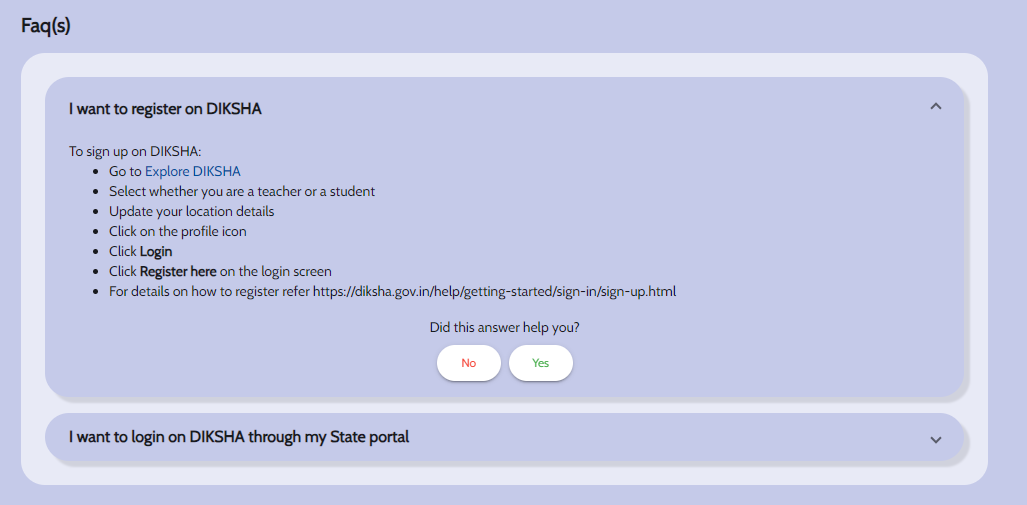 Faq(s)
I want to register on DIKSHA
To sign up on DIKSHA:
Go to Explore DIKSHA
Select whether you are a teacher or a student
Update your location details
Click on the profile icon
Click Login
Click Register here on the login screen
For details on how to register refer https://diksha.gov.in/help/getting-started/sign-in/sign-up.html
Did this answer help you?
No Yes
I want to login on DIKSHA through my State portal